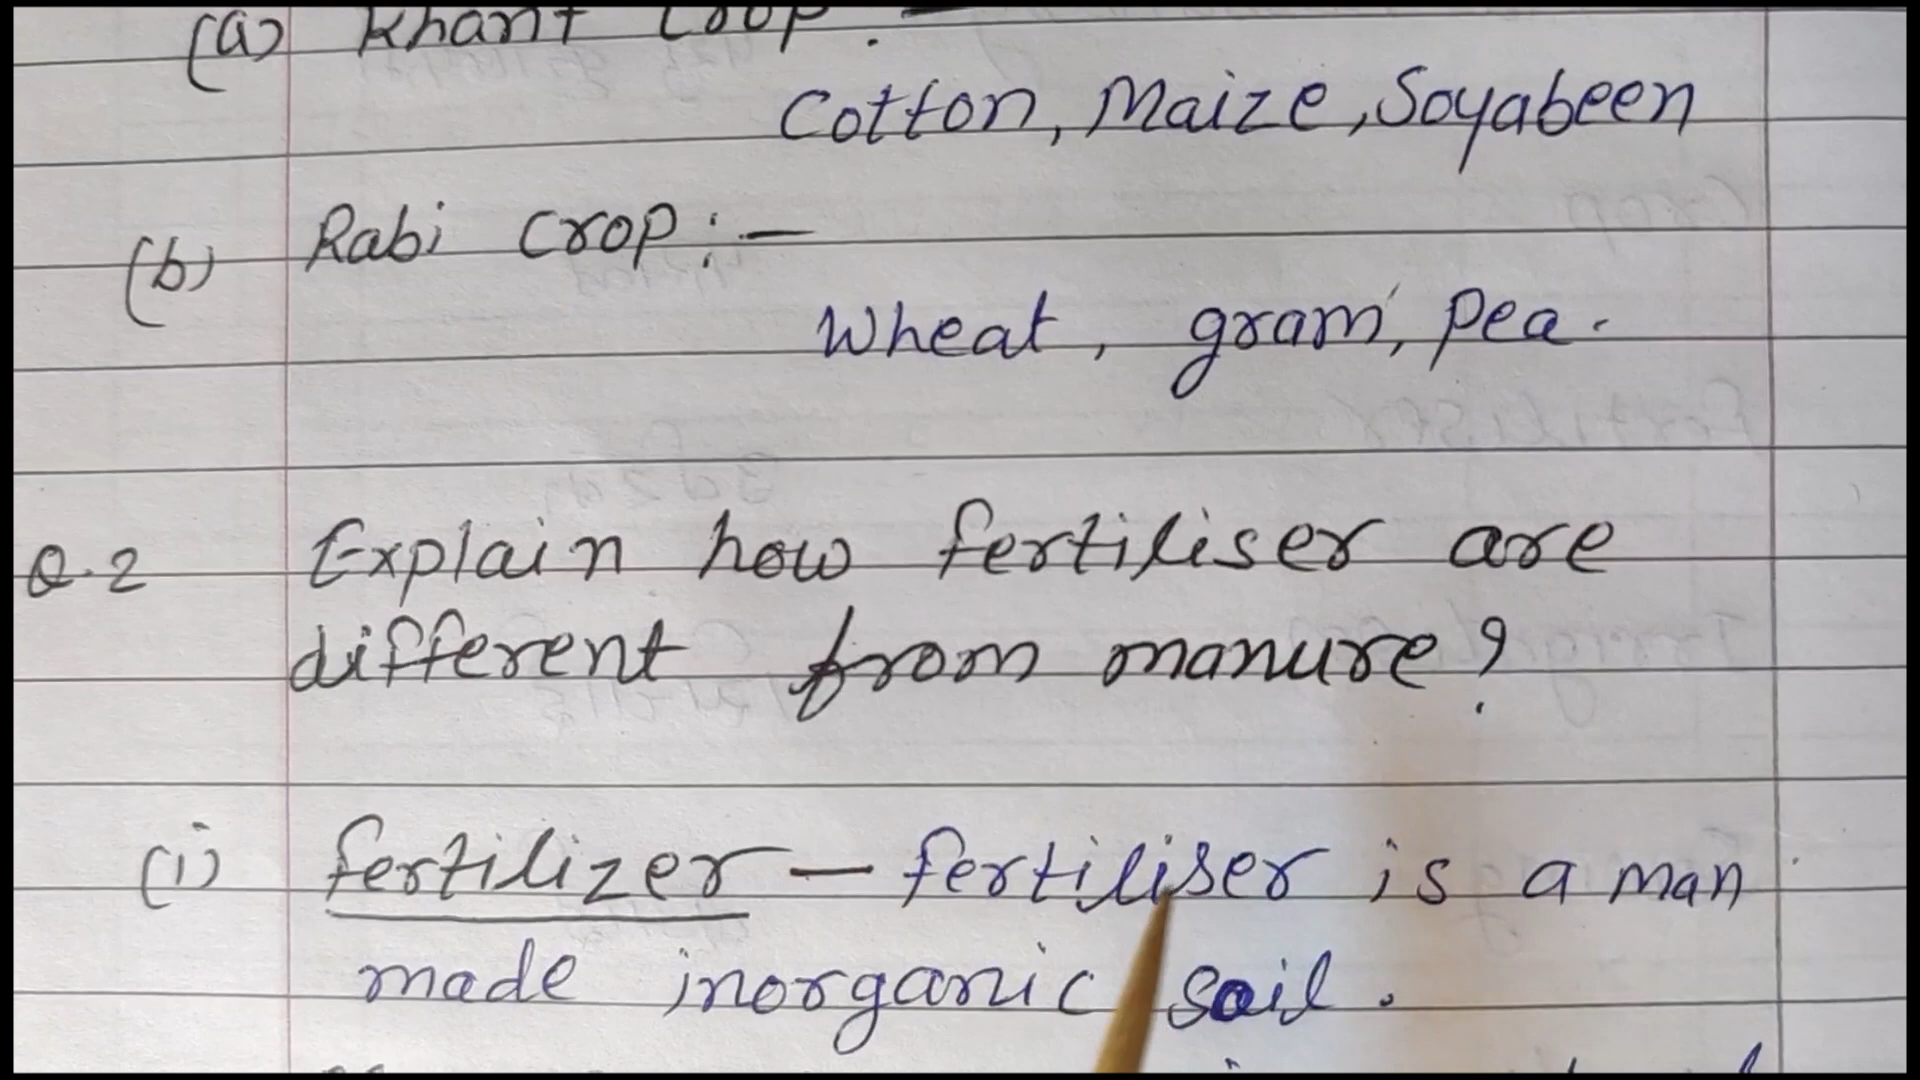 (a) Kharif Crop :-
Cotton, Maize, Soyabeen
(b) Rabi Crop :-
Wheat, gram, pea.
Q.2 Explain how fertiliser are
different from manure?
(i) fertilizer - fertiliser is a man
made inorganic soil.